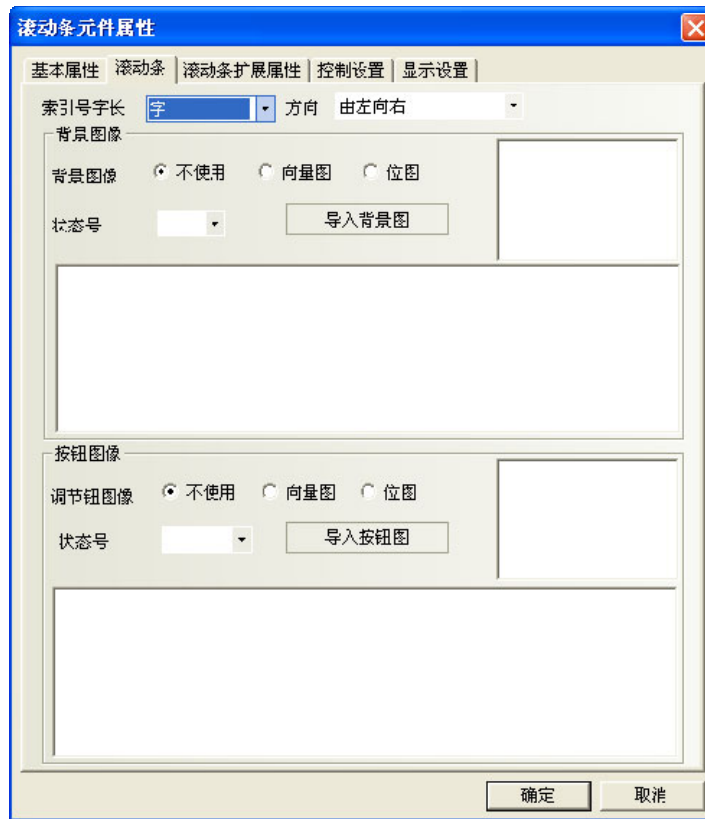 滚动条元件属性
基本属性 滚动条 滚动条扩展属性 控制设置 显示设置
索引号字长 字 方向 由左向右
背景图像
背景图像 不使用 向量图 位图
状态号 导入背景图
按钮图像
调节钮图像 不使用 向量图 位图
状态号 导入按钮图
确定 取消